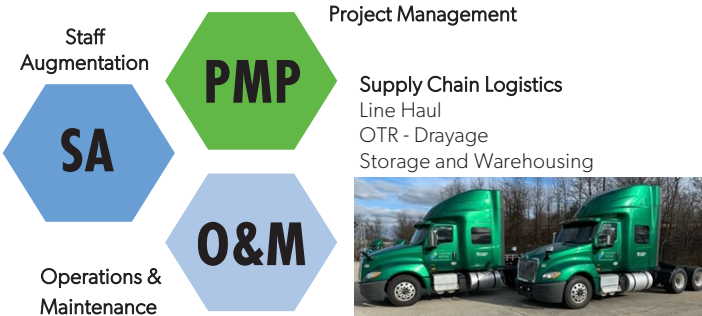 Project Management
Staff
Augmentation
PMP
Supply Chain Logistics
Line Haul
OTR - Drayage
Storage and Warehousing
SA
O&M
Operations &
Maintenance